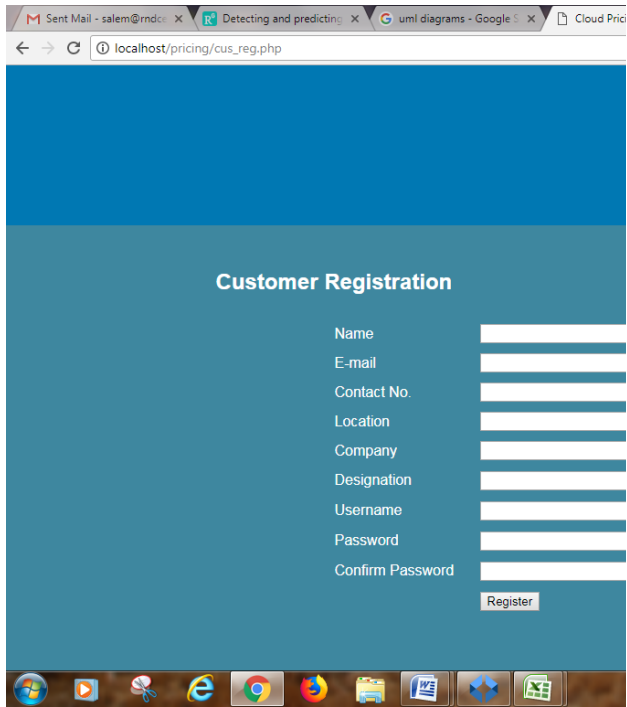 Sent Mail - salem@rndce
Detecting and predicting
uml diagrams - Google S
Cloud Prici
localhost/pricing/cus_reg.php
Customer Registration
Name
E-mail
Contact No.
Location
Company
Designation
Username
Password
Confirm Password
Register